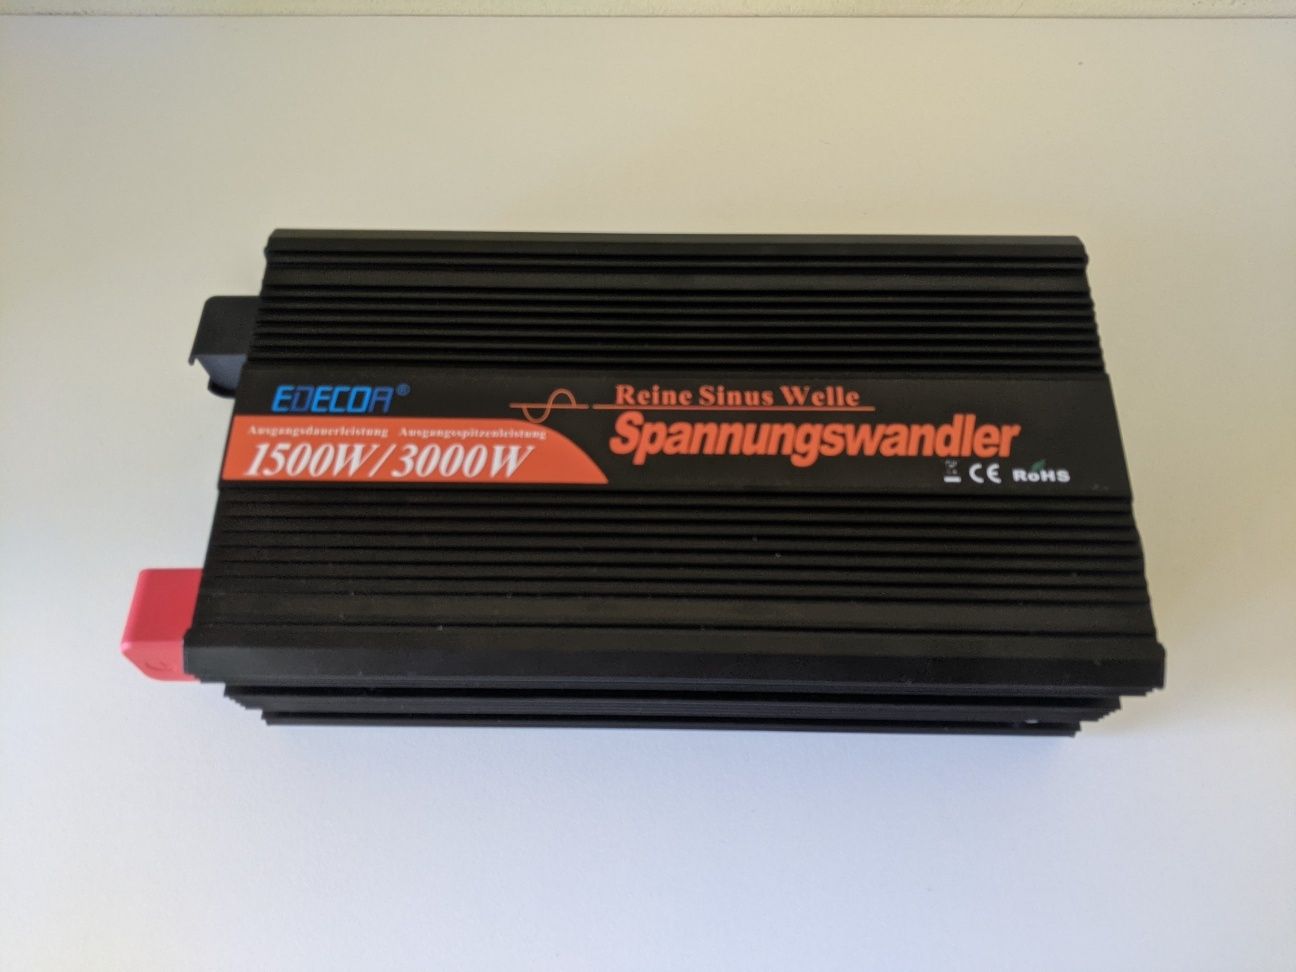 EDECOA®
Ausgangsdauerleistung Ausgangsspitzenleistung
1500W/3000W
Reine Sinus Welle
Spannungswandler
CE RoHS